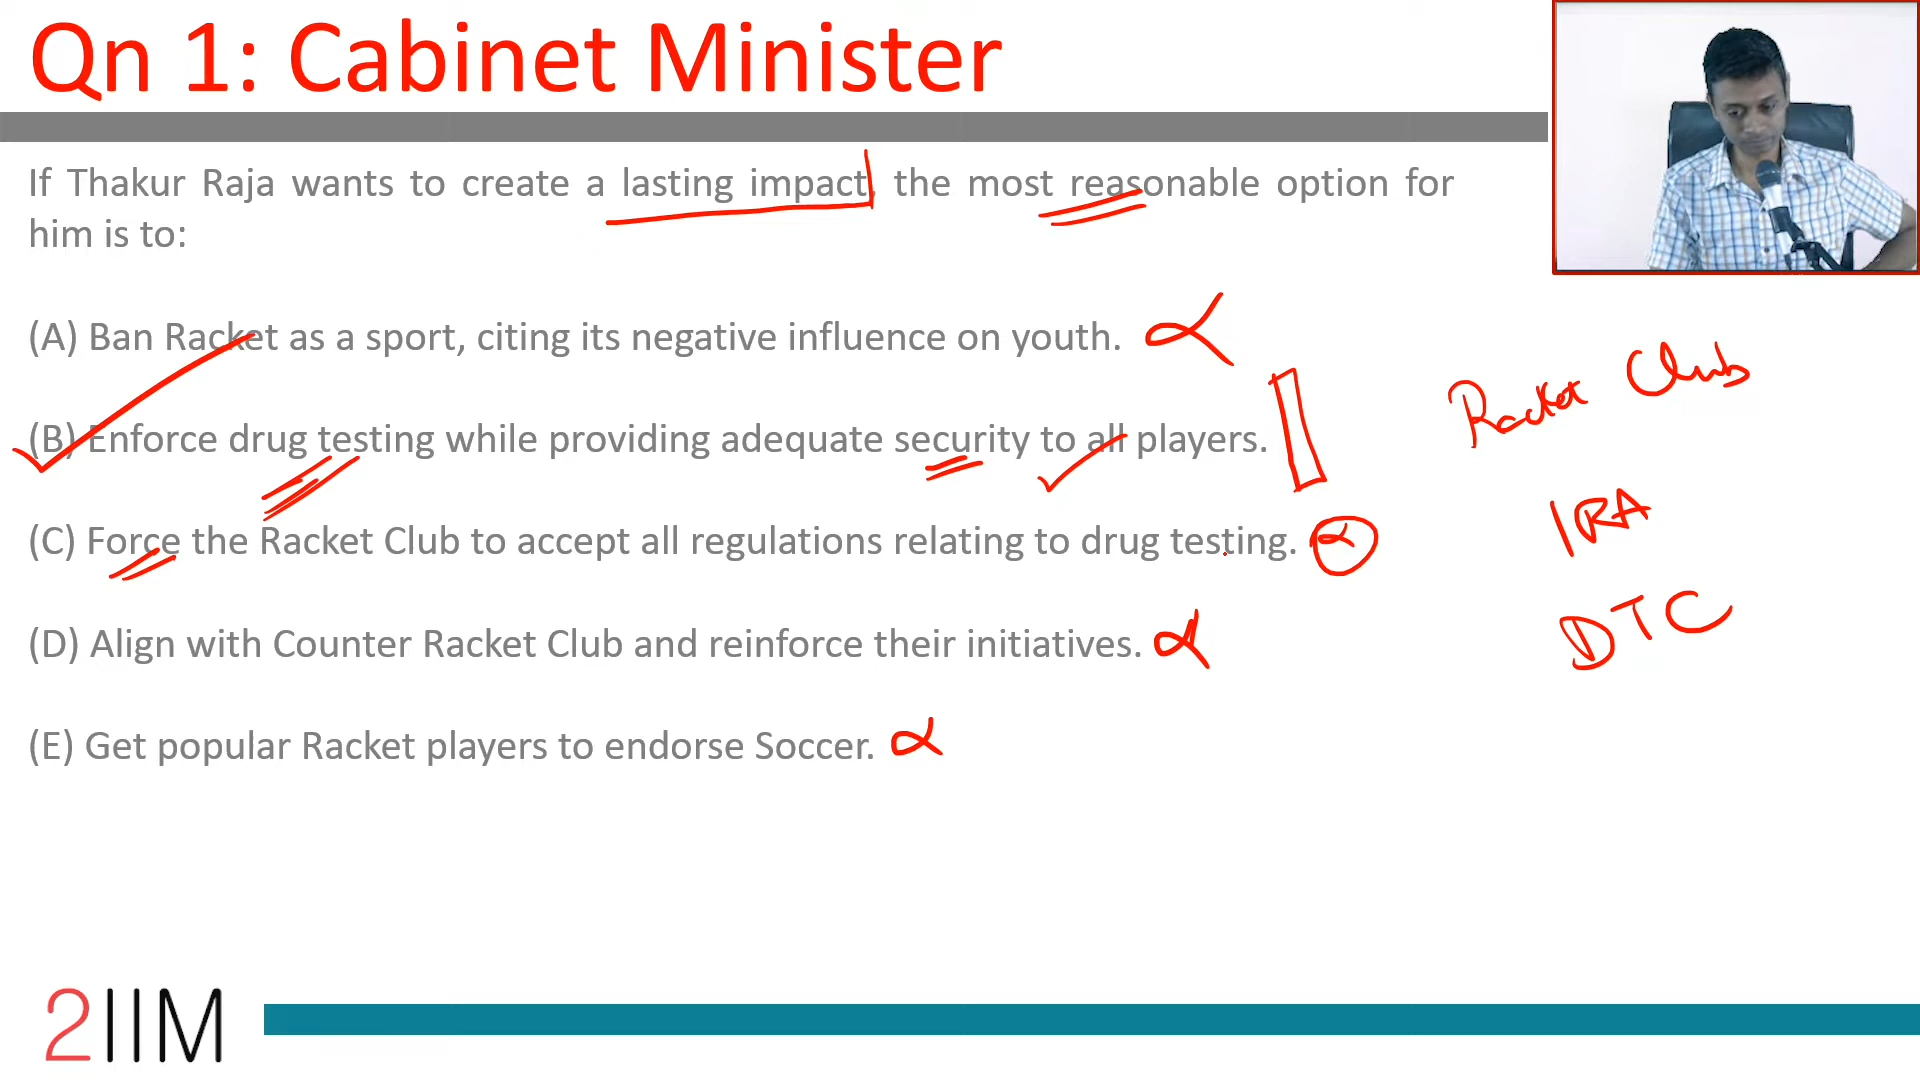 Qn 1: Cabinet Minister
If Thakur Raja wants to create a lasting impact, the most reasonable option for
him is to:
(A) Ban Racket as a sport, citing its negative influence on youth.
(B) Enforce drug testing while providing adequate security to all players.
(C) Force the Racket Club to accept all regulations relating to drug testing.
(D) Align with Counter Racket Club and reinforce their initiatives.
(E) Get popular Racket players to endorse Soccer.
Racket Club
IRA
DTC
2IIM